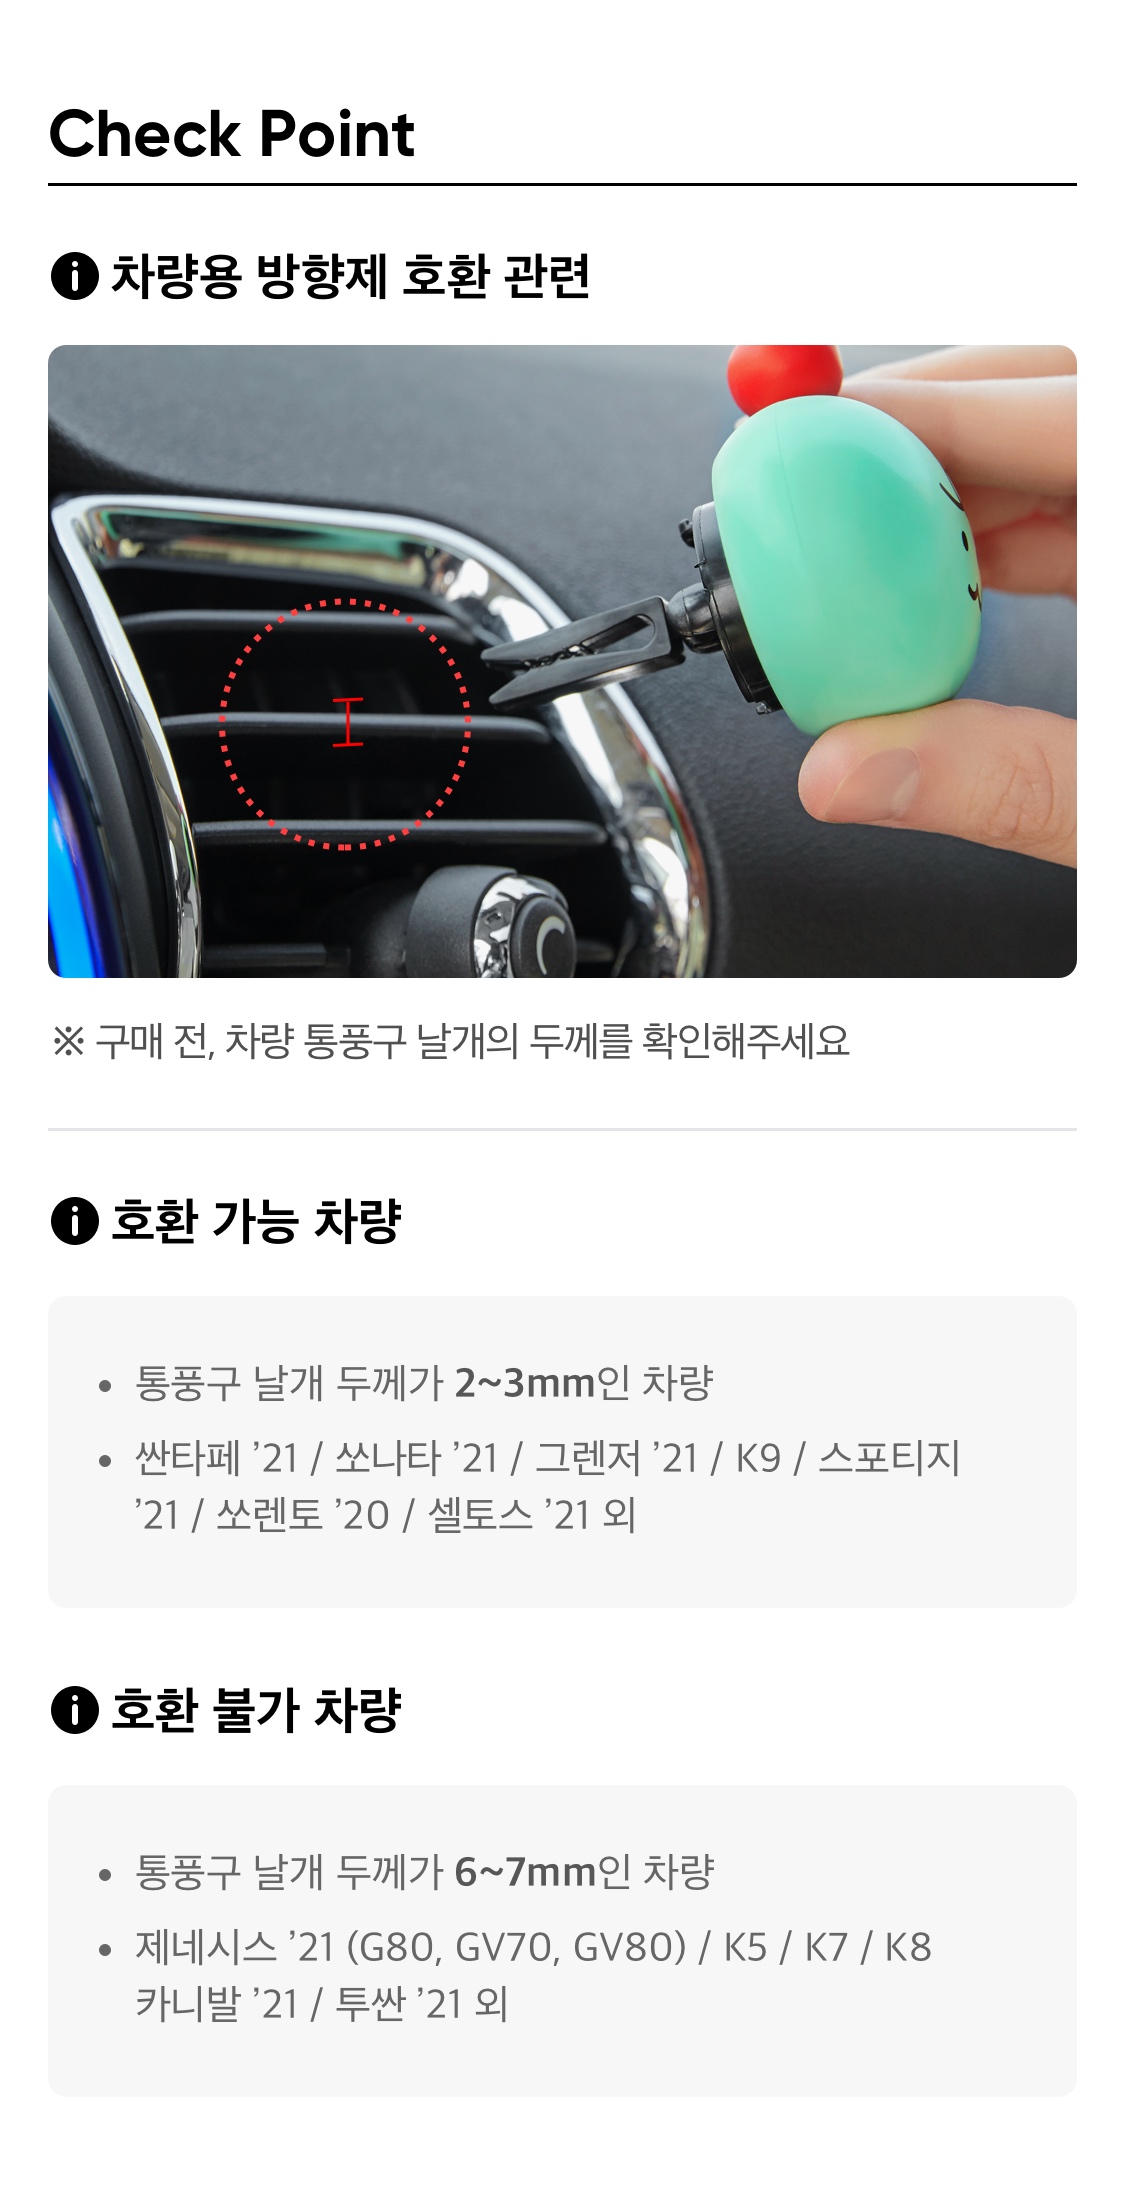 Check Point
차량용 방향제 호환 관련
※ 구매 전, 차량 통풍구 날개의 두께를 확인해주세요
호환 가능 차량
• 통풍구 날개 두께가 2~3mm인 차량
• 싼타페 ’21 / 쏘나타 ’21 / 그렌저 ’21 / K9 / 스포티지
’21 / 쏘렌토 ’20 / 셀토스 ’21 외
호환 불가 차량
• 통풍구 날개 두께가 6~7mm인 차량
• 제네시스 ’21 (G80, GV70, GV80) / K5 / K7 / K8
카니발 ’21 / 투싼 ’21 외